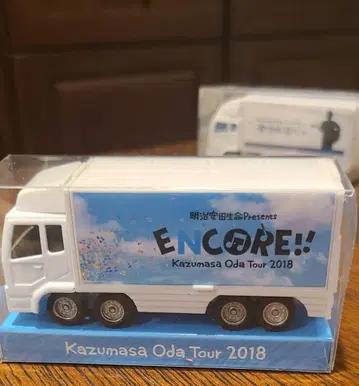 明治安田生命Presents
ENCORE!!
Kazumasa Oda Tour 2018
Kazumasa Oda Tour 2018